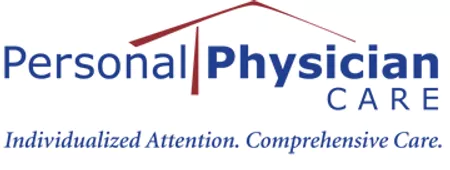 Personal Physician
CARE
Individualized Attention. Comprehensive Care.